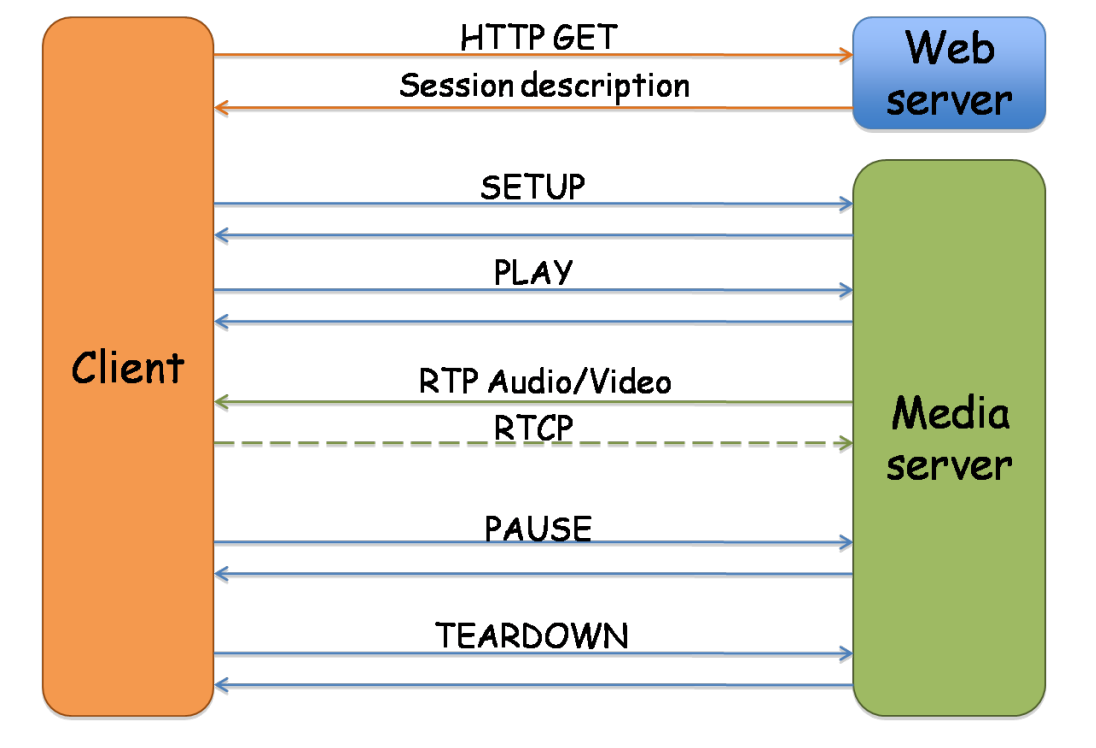 HTTP GET
Web
server
Session description
SETUP
PLAY
Client
RTP Audio/Video
RTCP
Media
server
PAUSE
TEARDOWN